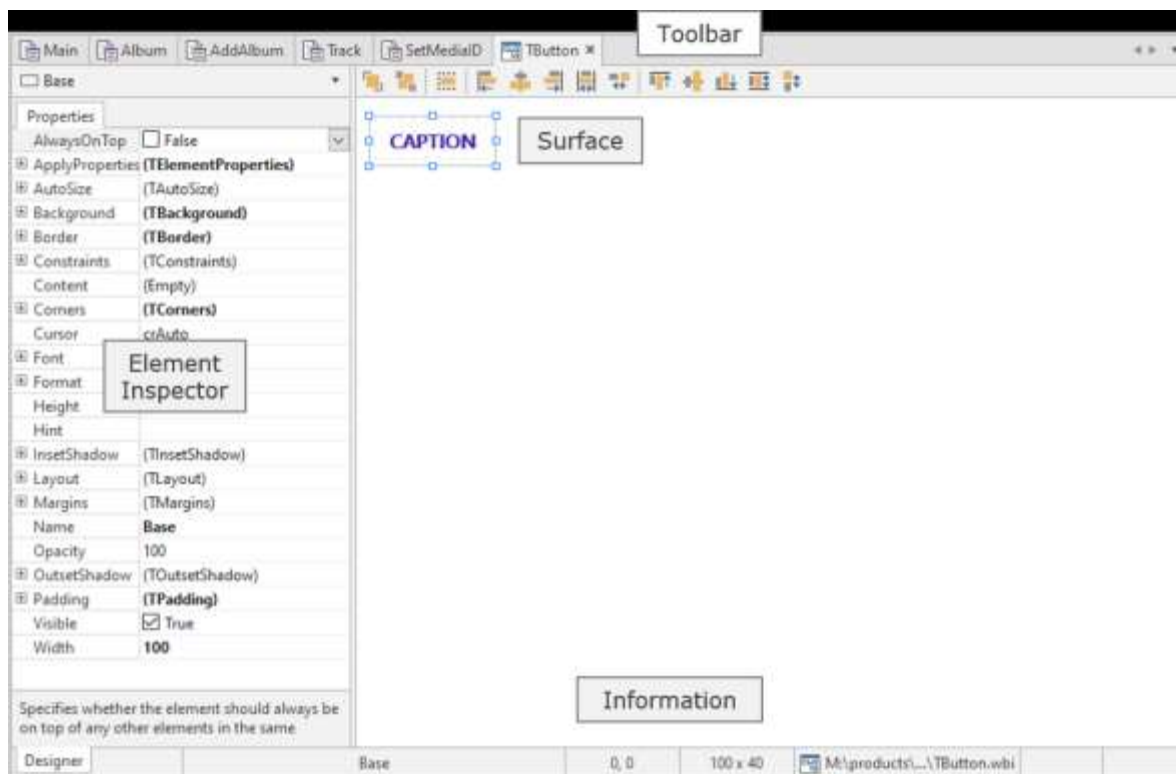 Toolbar
Main Album AddAlbum Track SetMediaID TButton
Base
Properties
AlwaysOnTop False
CAPTION
Surface
ApplyProperties (TElementProperties)
AutoSize (TAutoSize)
Background (TBackground)
Border (TBorder)
Constraints (TConstraints)
Content (Empty)
Corners (TCorners)
Cursor crAuto
Font
Format
Element
Inspector
Height
Hint
InsetShadow (TInsetShadow)
Layout (TLayout)
Margins (TMargins)
Name Base
Opacity 100
OutsetShadow (TOutsetShadow)
Padding (TPadding)
Visible True
Width 100
Information
Specifies whether the element should always be
on top of any other elements in the same
Designer Base 0, 0 100 x 40 M:\products\...\TButton.wbi